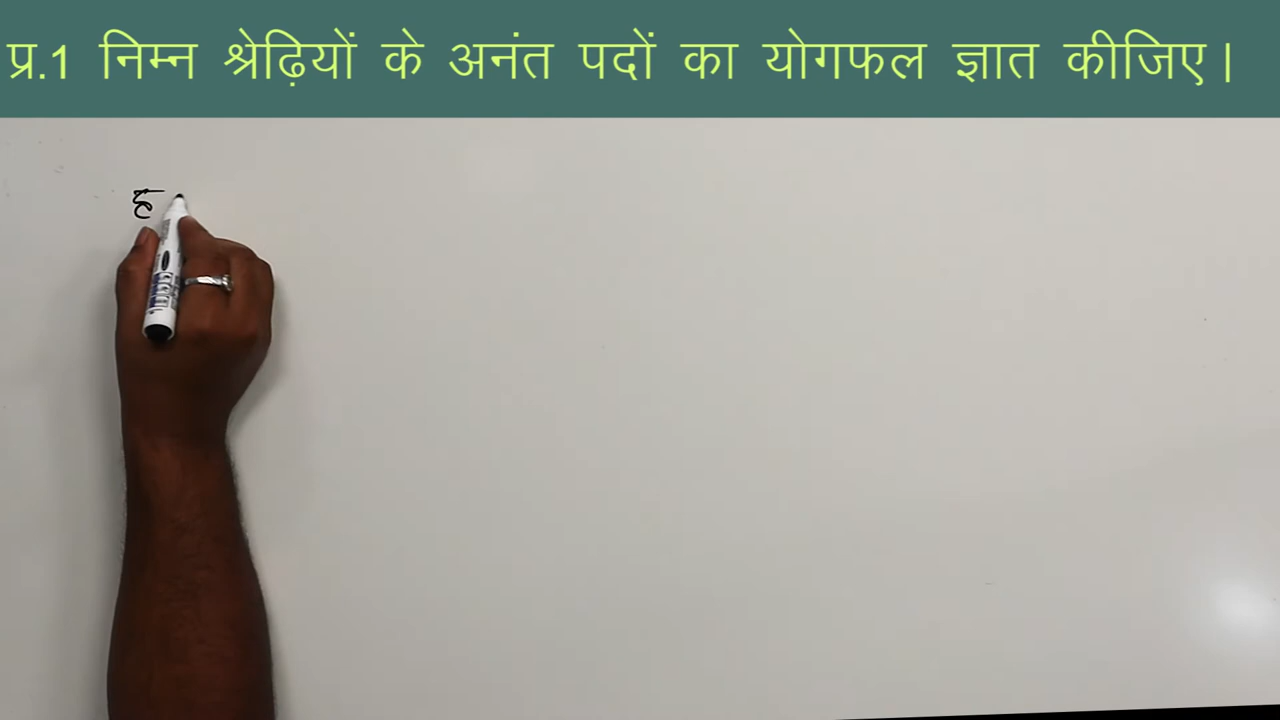 प्र.1 निम्न श्रेढ़ियों के अनंत पदों का योगफल ज्ञात कीजिए।